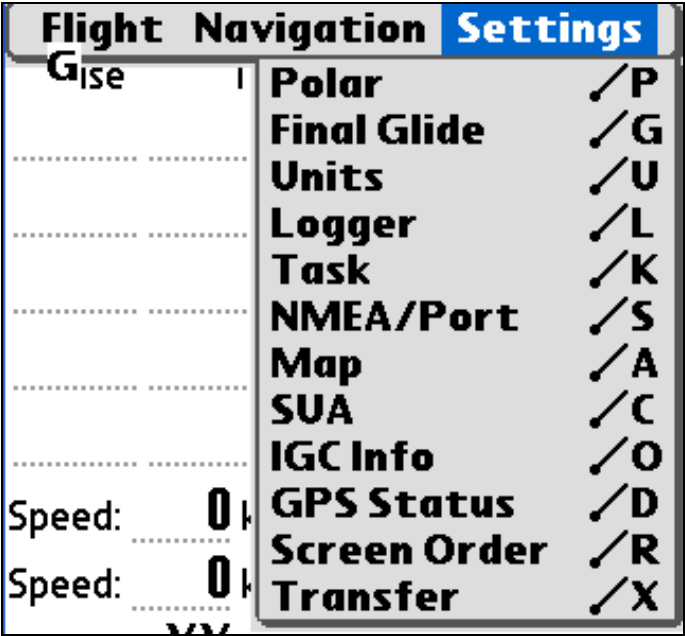 Flight Navigation Settings
Gise
Polar /P
Final Glide /G
Units /U
Logger /L
Task /K
NMEA/Port /S
Map /A
SUA /C
IGC Info /O
GPS Status /D
Speed: 0 k
Screen Order /R
Speed: 0 k
Transfer /X